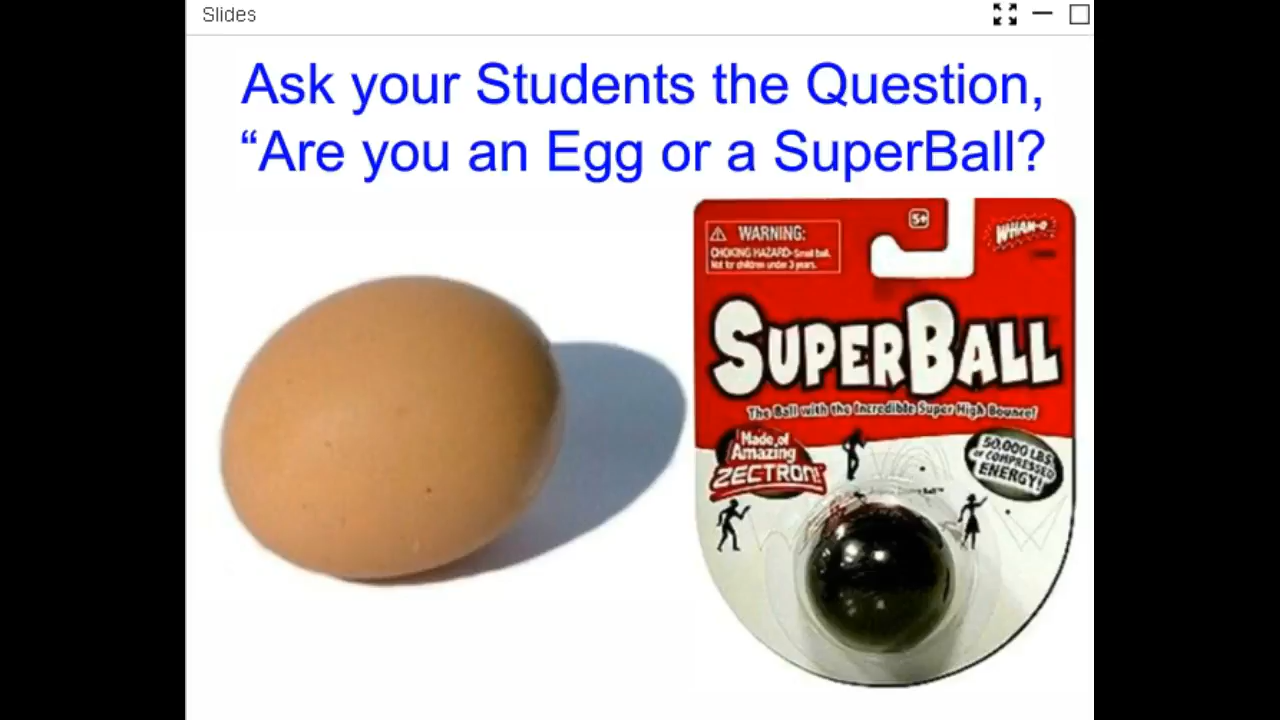 Slides
Ask your Students the Question,
“Are you an Egg or a SuperBall?
5+
WHAM-O
WARNING:
CHOKING HAZARD-Small ball.
Not for children under 3 years.
SUPERBALL
The Ball with the Incredible Super High Bounce!
Made of
Amazing
ZECTRON!
50,000 LBS.
OF COMPRESSED
ENERGY!